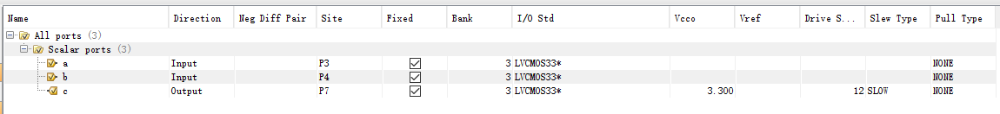 Name Direction Neg Diff Pair Site Fixed Bank I/O Std Vcco Vref Drive S... Slew Type Pull Type
All ports (3)
Scalar ports (3)
a Input P3 3 LVCMOS33* NONE
b Input P4 3 LVCMOS33* NONE
c Output P7 3 LVCMOS33* 3.300 12 SLOW NONE